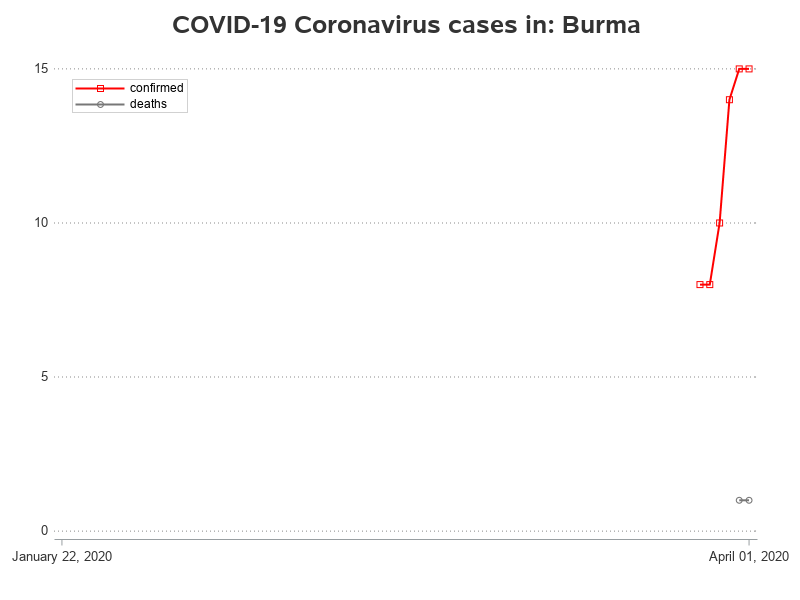 COVID-19 Coronavirus cases in: Burma
15
confirmed
deaths
10
5
0
January 22, 2020
April 01, 2020